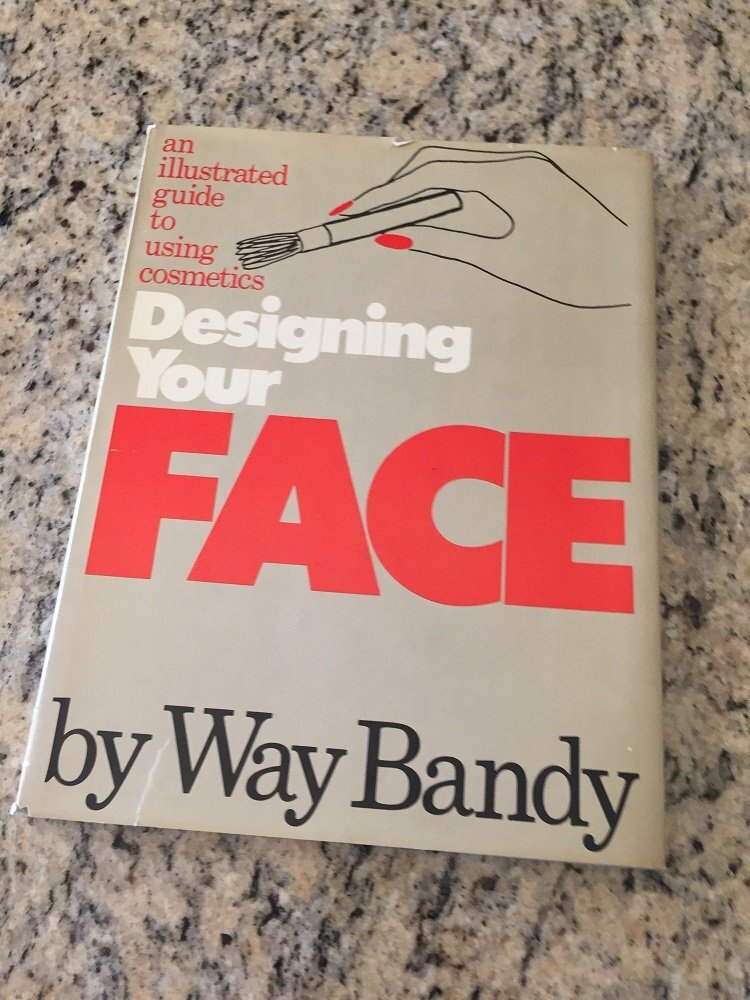 an
illustrated
guide
to
using
cosmetics
Designing
Your
FACE
by Way Bandy